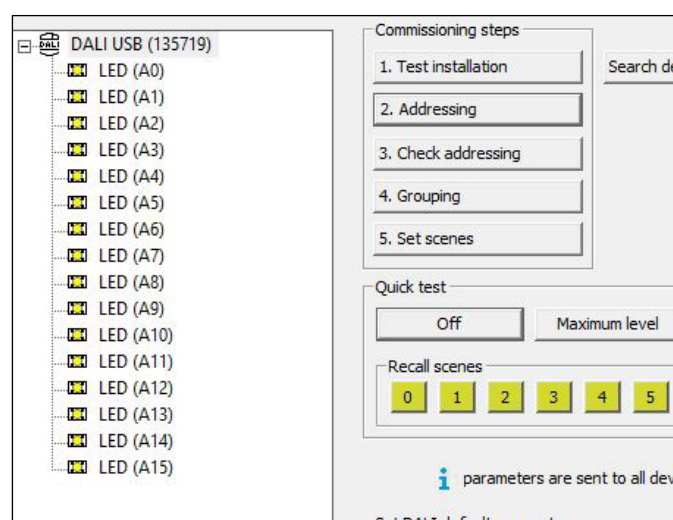 DALI USB (135719)
LED (A0)
LED (A1)
LED (A2)
LED (A3)
LED (A4)
LED (A5)
LED (A6)
LED (A7)
LED (A8)
LED (A9)
LED (A10)
LED (A11)
LED (A12)
LED (A13)
LED (A14)
LED (A15)
Commissioning steps
1. Test installation
Search de
2. Addressing
3. Check addressing
4. Grouping
5. Set scenes
Quick test
Off
Maximum level
Recall scenes
0 1 2 3 4 5
i parameters are sent to all dev